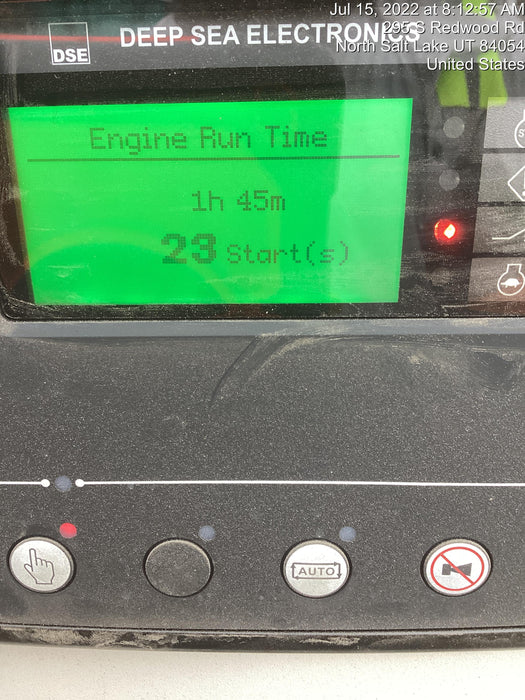 Jul 15, 2022 at 8:12:57 AM
295 S Redwood Rd
North Salt Lake UT 84054
United States
DSE
DEEP SEA ELECTRONICS
Engine Run Time
1h 45m
23 Start(s)
AUTO